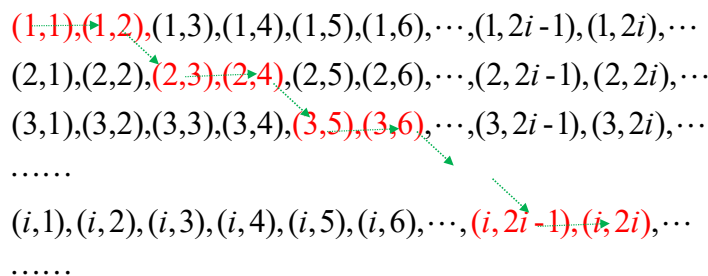 (1,1),(1,2),(1,3),(1,4),(1,5),(1,6),⋯,(1,2i-1),(1,2i),⋯
(2,1),(2,2),(2,3),(2,4),(2,5),(2,6),⋯,(2,2i-1),(2,2i),⋯
(3,1),(3,2),(3,3),(3,4),(3,5),(3,6),⋯,(3,2i-1),(3,2i),⋯
⋯⋯
(i,1),(i,2),(i,3),(i,4),(i,5),(i,6),⋯,(i,2i-1),(i,2i),⋯
⋯⋯